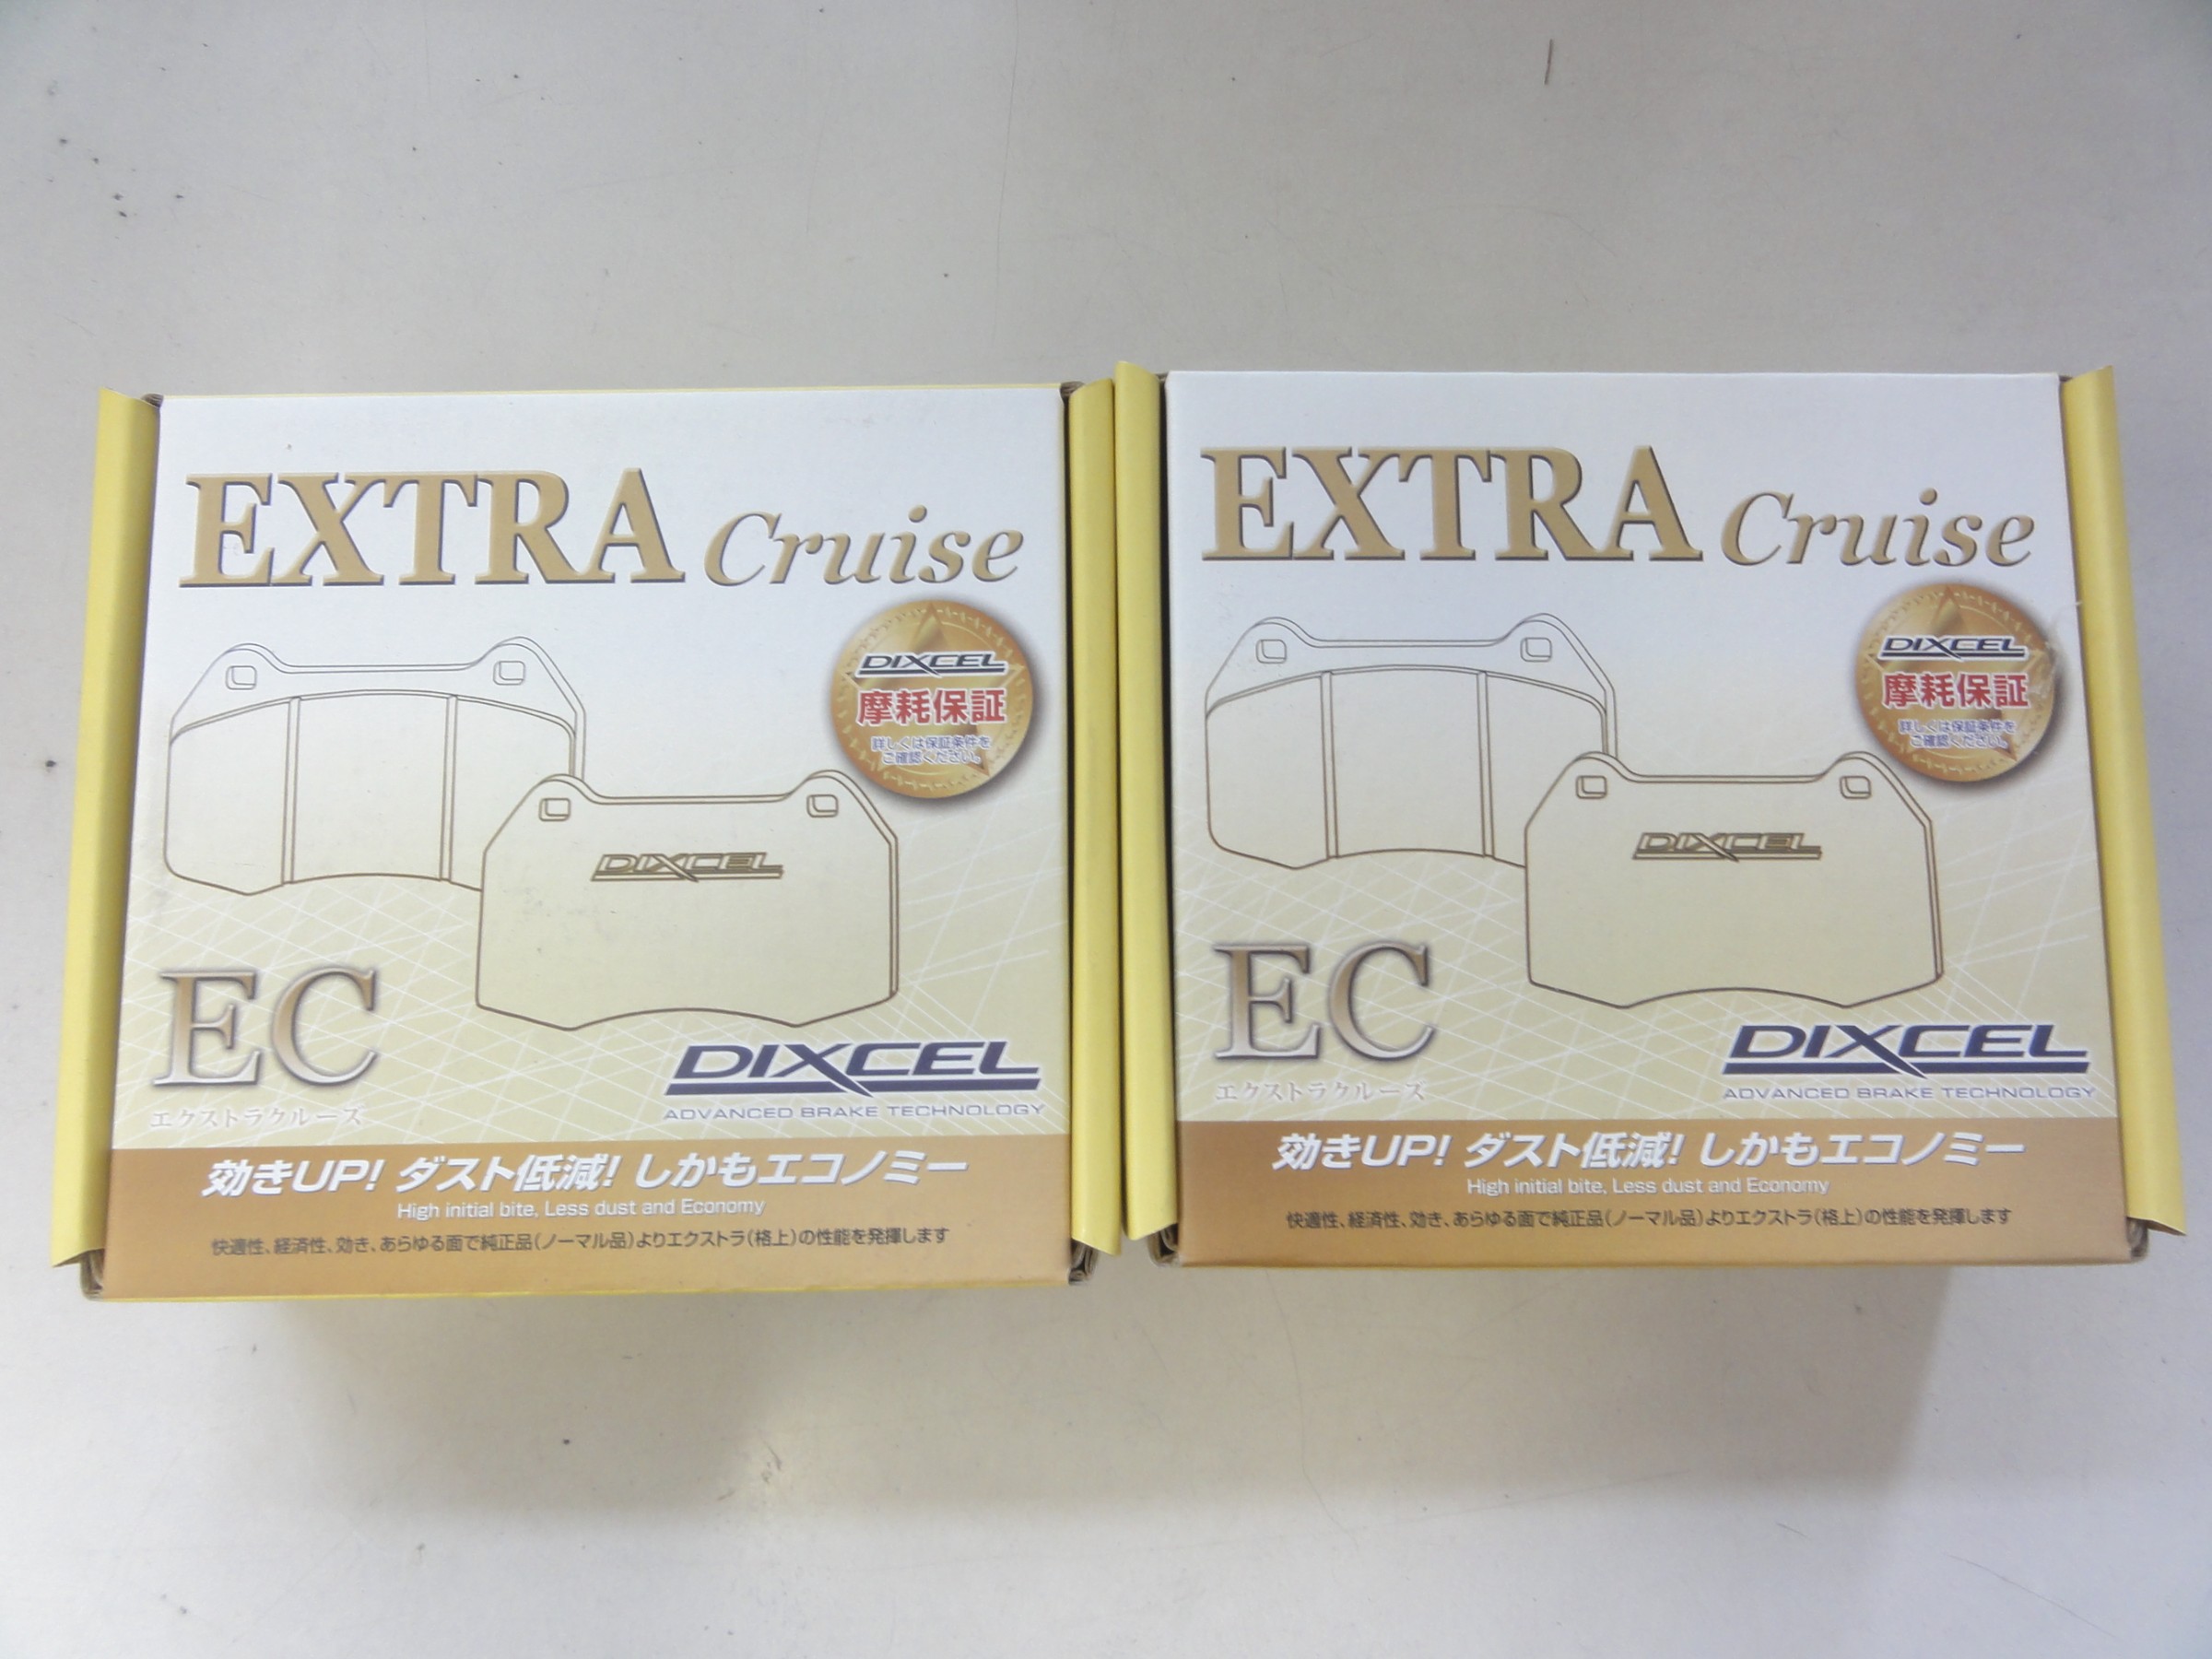 EXTRA Cruise
DIXCEL
摩耗保証
詳しくは保証条件を
ご確認ください。
DIXCEL
EC
エクストラクルーズ
DIXCEL
ADVANCED BRAKE TECHNOLOGY
効きUP! ダスト低減! しかもエコノミー
High initial bite, Less dust and Economy
快適性、経済性、効き、あらゆる面で純正品(ノーマル品)よりエクストラ(格上)の性能を発揮します
EXTRA Cruise
DIXCEL
摩耗保証
詳しくは保証条件を
ご確認ください。
DIXCEL
EC
エクストラクルーズ
DIXCEL
ADVANCED BRAKE TECHNOLOGY
効きUP! ダスト低減! しかもエコノミー
High initial bite, Less dust and Economy
快適性、経済性、効き、あらゆる面で純正品(ノーマル品)よりエクストラ(格上)の性能を発揮します